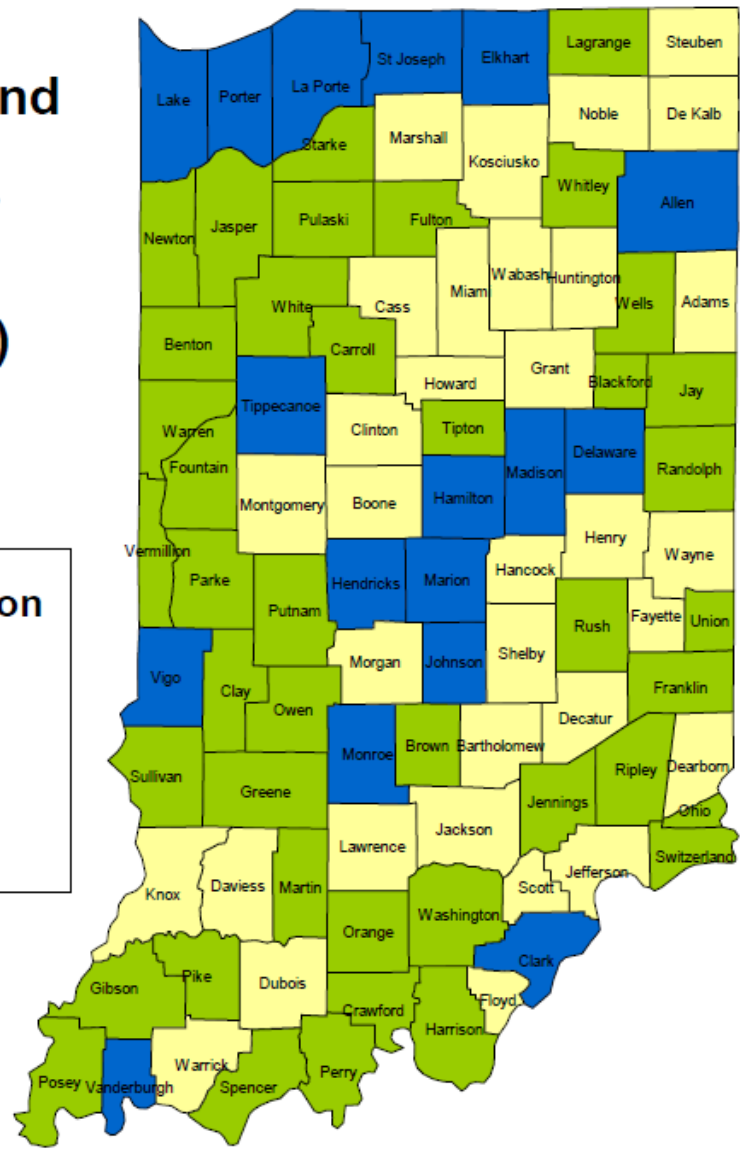 nd
)
on
Lake
Porter
La Porte
St Joseph
Elkhart
Lagrange
Steuben
Noble
De Kalb
Starke
Marshall
Kosciusko
Whitley
Allen
Newton
Jasper
Pulaski
Fulton
Miami
Wabash
Huntington
Wells
Adams
White
Cass
Benton
Carroll
Howard
Grant
Blackford
Jay
Tippecanoe
Clinton
Tipton
Warren
Fountain
Madison
Delaware
Randolph
Montgomery
Boone
Hamilton
Vermillion
Parke
Putnam
Hendricks
Marion
Hancock
Henry
Wayne
Rush
Fayette
Union
Vigo
Clay
Owen
Morgan
Johnson
Shelby
Franklin
Decatur
Monroe
Brown
Bartholomew
Sullivan
Greene
Jennings
Ripley
Dearborn
Ohio
Switzerland
Lawrence
Jackson
Jefferson
Scott
Knox
Daviess
Martin
Orange
Washington
Clark
Gibson
Pike
Dubois
Crawford
Harrison
Floyd
Posey
Vanderburgh
Warrick
Spencer
Perry